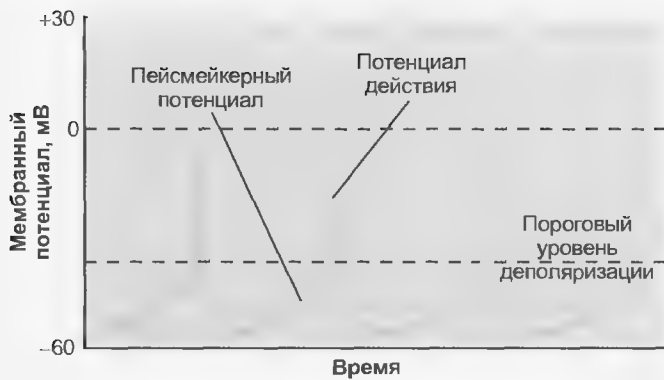 +30
Пейсмейкерный
потенциал
Потенциал
действия
0
Мембранный
потенциал, мВ
Пороговый
уровень
деполяризации
–60
Время